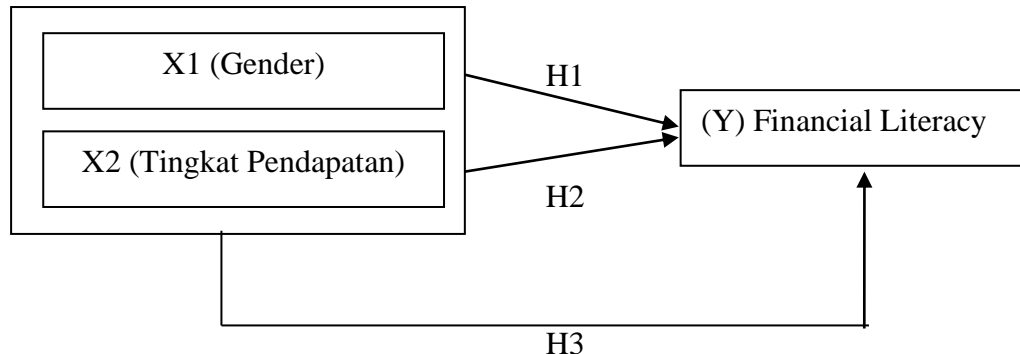 X1 (Gender)
H1
(Y) Financial Literacy
X2 (Tingkat Pendapatan)
H2
H3